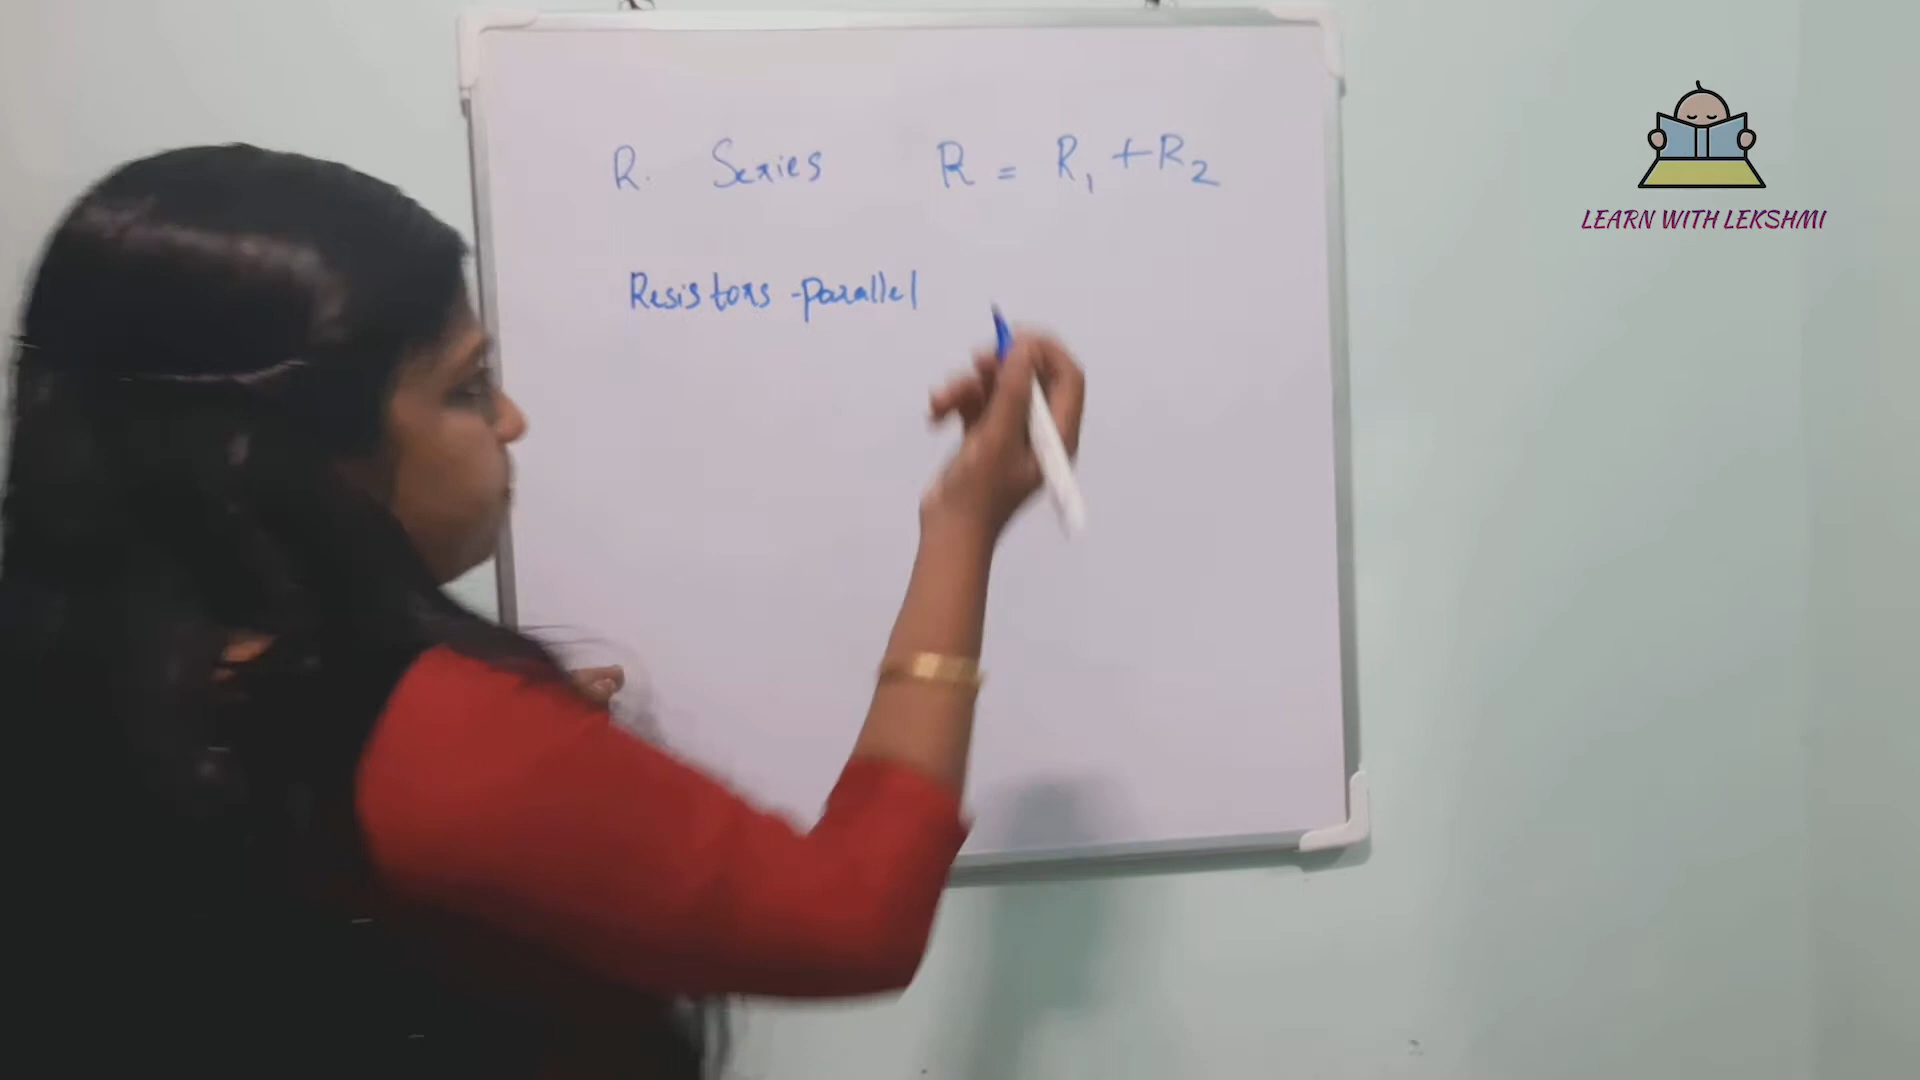 R. Series R = R₁ + R₂
Resistors - parallel
LEARN WITH LEKSHMI